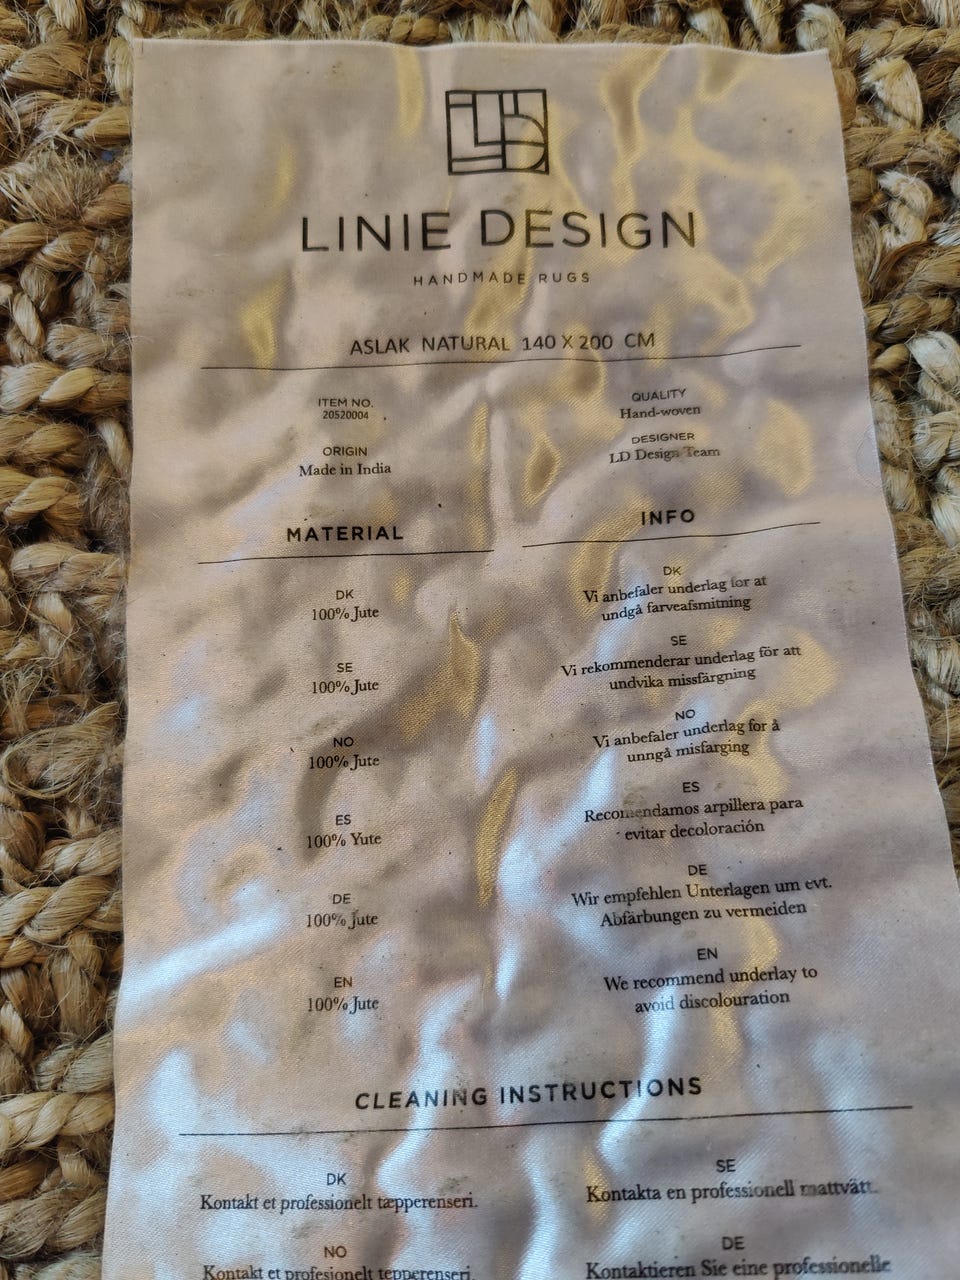 LINIE DESIGN
HANDMADE RUGS
ASLAK NATURAL 140 X 200 CM
ITEM NO.
20520004
QUALITY
Hand-woven
ORIGIN
Made in India
DESIGNER
LD Design Team
MATERIAL
DK
100% Jute
SE
100% Jute
NO
100% Jute
ES
100% Yute
DE
100% Jute
EN
100% Jute
INFO
DK
Vi anbefaler underlag for at
undgå farveafsmitning
SE
Vi rekommenderar underlag för att
undvika missfärgning
NO
Vi anbefaler underlag for å
unngå misfarging
ES
Recomendamos arpillera para
evitar decoloración
DE
Wir empfehlen Unterlagen um evt.
Abfärbungen zu vermeiden
EN
We recommend underlay to
avoid discolouration
CLEANING INSTRUCTIONS
DK
Kontakt et professionelt tæpperenseri.
SE
Kontakta en professionell mattvätt.
NO
Kontakt et profesjonelt tepperenseri.
DE
Kontaktieren Sie eine professionelle